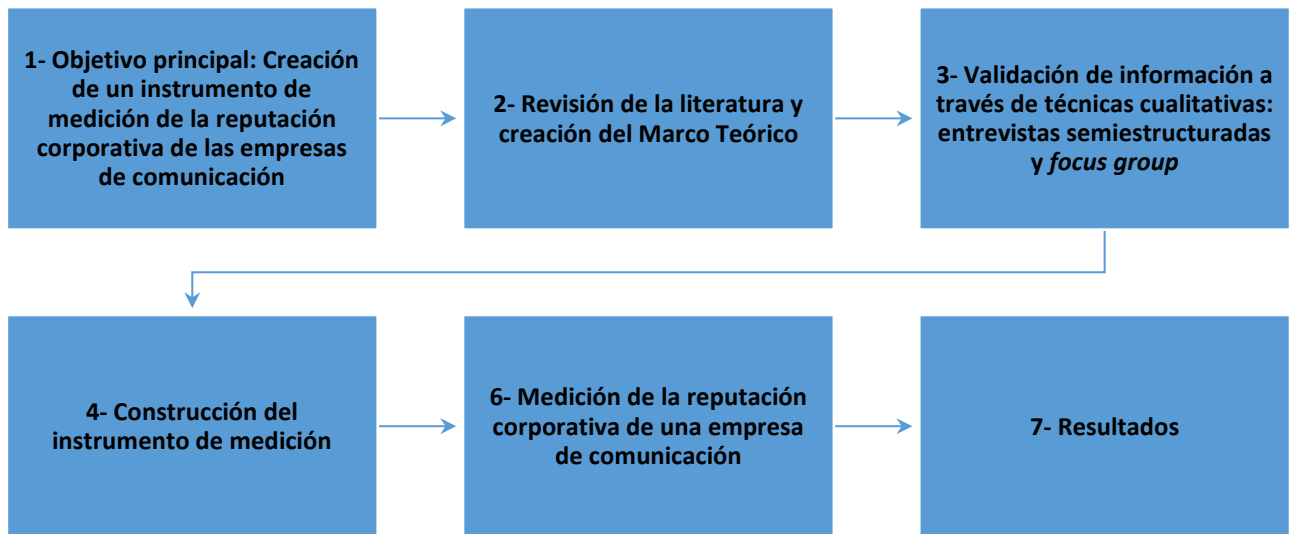 1- Objetivo principal: Creación
de un instrumento de
medición de la reputación
corporativa de las empresas
de comunicación
2- Revisión de la literatura y
creación del Marco Teórico
3- Validación de información a
través de técnicas cualitativas:
entrevistas semiestructuradas
y focus group
4- Construcción del
instrumento de medición
6- Medición de la reputación
corporativa de una empresa
de comunicación
7- Resultados